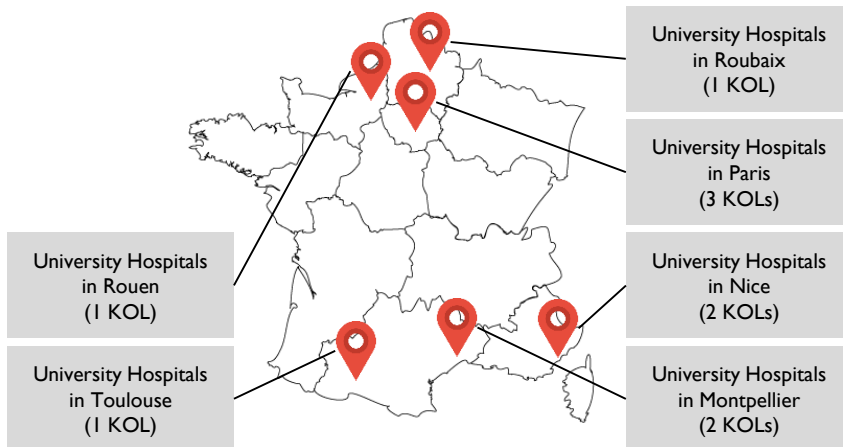 University Hospitals
in Roubaix
(1 KOL)
University Hospitals
in Paris
(3 KOLs)
University Hospitals
in Rouen
(1 KOL)
University Hospitals
in Nice
(2 KOLs)
University Hospitals
in Toulouse
(1 KOL)
University Hospitals
in Montpellier
(2 KOLs)